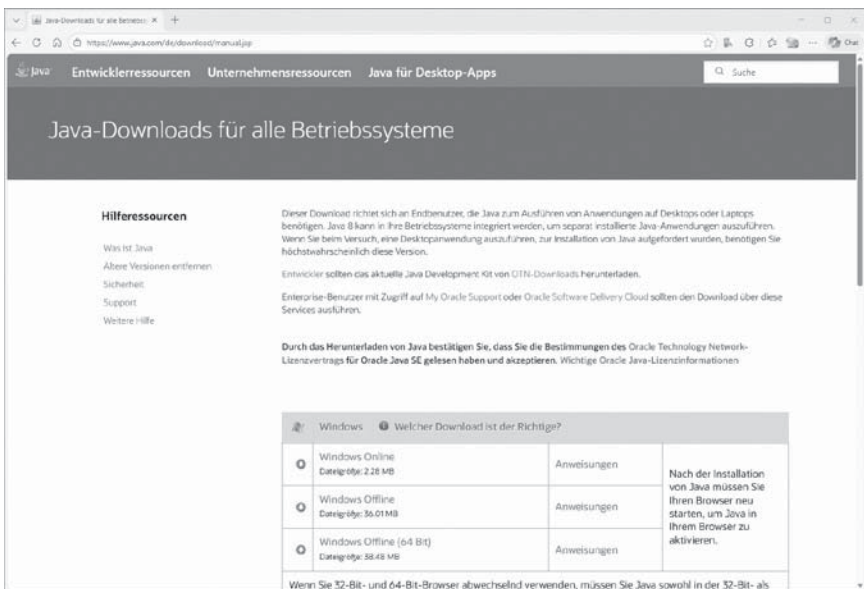 Java-Downloads für alle Betriebss
https://www.java.com/de/download/manual.jsp
Chat
Java
Entwicklerressourcen
Unternehmensressourcen
Java für Desktop-Apps
Suche
Java-Downloads für alle Betriebssysteme
Hilferessourcen
Was ist Java
Ältere Versionen entfernen
Sicherheit
Support
Weitere Hilfe
Dieser Download richtet sich an Endbenutzer, die Java zum Ausführen von Anwendungen auf Desktops oder Laptops
benötigen. Java 8 kann in Ihre Betriebssysteme integriert werden, um separat installierte Java-Anwendungen auszuführen.
Wenn Sie beim Versuch, eine Desktopanwendung auszuführen, zur Installation von Java aufgefordert wurden, benötigen Sie
höchstwahrscheinlich diese Version.
Entwickler sollten das aktuelle Java Development Kit von OTN-Downloads herunterladen.
Enterprise-Benutzer mit Zugriff auf My Oracle Support oder Oracle Software Delivery Cloud sollten den Download über diese
Services ausführen.
Durch das Herunterladen von Java bestätigen Sie, dass Sie die Bestimmungen des Oracle Technology Network-
Lizenzvertrags für Oracle Java SE gelesen haben und akzeptieren. Wichtige Oracle Java-Lizenzinformationen
Windows Welcher Download ist der Richtige?
Windows Online
Dateigröße: 2.28 MB
Anweisungen
Windows Offline
Dateigröße: 36.01 MB
Anweisungen
Windows Offline (64 Bit)
Dateigröße: 38.48 MB
Anweisungen
Nach der Installation
von Java müssen Sie
Ihren Browser neu
starten, um Java in
Ihrem Browser zu
aktivieren.
Wenn Sie 32-Bit- und 64-Bit-Browser abwechselnd verwenden, müssen Sie Java sowohl in der 32-Bit- als